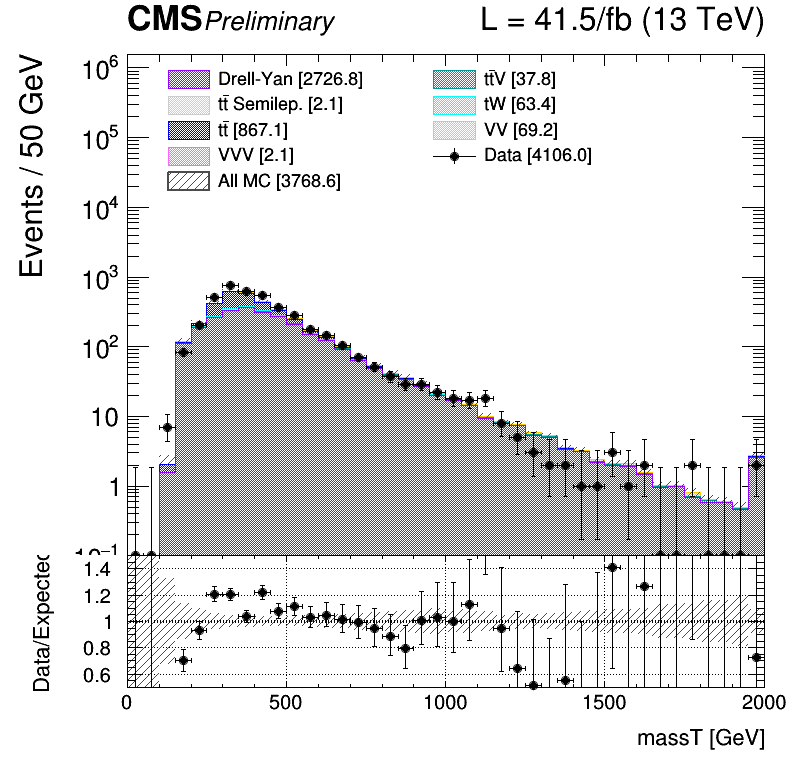 CMS Preliminary L = 41.5/fb (13 TeV)
Events / 50 GeV
10⁶
10⁵
10⁴
10³
10²
10
1
10⁻¹
Drell-Yan [2726.8]
tt̄ Semilep. [2.1]
tt̄ [867.1]
VVV [2.1]
All MC [3768.6]
tt̄V [37.8]
tW [63.4]
VV [69.2]
Data [4106.0]
Data/Expected
1.4
1.2
1
0.8
0.6
0 500 1000 1500 2000
massT [GeV]